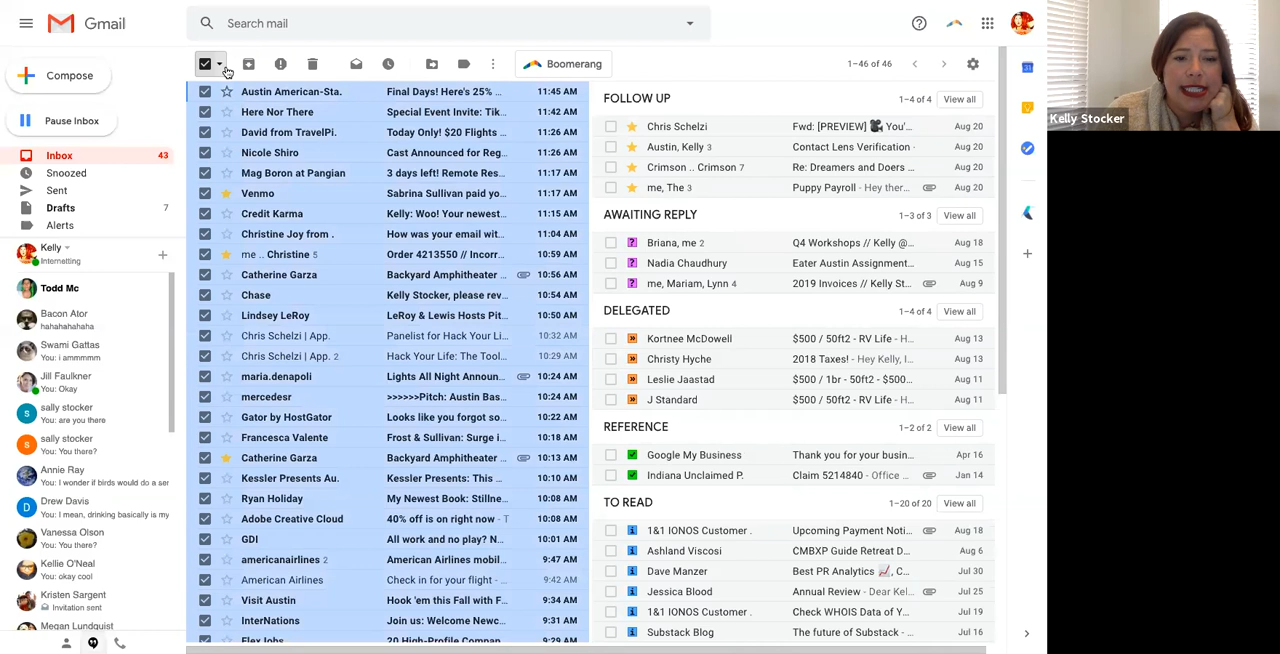 Gmail
Search mail
Compose
Boomerang
1–46 of 46
Pause Inbox
Inbox 43
Snoozed
Sent
Drafts 7
Alerts
Kelly
Internetting
Todd Mc
Bacon Ator
hahahahahaha
Swami Gattas
You: i ammmmm
Jill Faulkner
You: Okay
sally stocker
You: are you there
sally stocker
You: You there?
Annie Ray
You: I wonder if birds would do a ser
Drew Davis
You: I mean, drinking basically is my
Vanessa Olson
You: You there?
Kellie O'Neal
You: okay cool
Kristen Sargent
Invitation sent
Megan Lundquist
Austin American-Sta. Final Days! Here's 25% ... 11:45 AM
Here Nor There Special Event Invite: Tik... 11:42 AM
David from TravelPi. Today Only! $20 Flights ... 11:26 AM
Nicole Shiro Cast Announced for Reg... 11:26 AM
Mag Boron at Pangian 3 days left! Remote Res... 11:17 AM
Venmo Sabrina Sullivan paid yo... 11:17 AM
Credit Karma Kelly: Woo! Your newest... 11:15 AM
Christine Joy from . How was your email wit... 11:04 AM
me .. Christine 5 Order 4213550 // Incorr... 10:59 AM
Catherine Garza Backyard Amphitheater ... 10:56 AM
Chase Kelly Stocker, please rev... 10:54 AM
Lindsey LeRoy LeRoy & Lewis Hosts Pit... 10:50 AM
Chris Schelzi | App. Panelist for Hack Your Li... 10:32 AM
Chris Schelzi | App. 2 Hack Your Life: The Tool... 10:29 AM
maria.denapoli Lights All Night Announ... 10:24 AM
mercedesr >>>>>>Pitch: Austin Bas... 10:24 AM
Gator by HostGator Looks like you forgot so... 10:22 AM
Francesca Valente Frost & Sullivan: Surge i... 10:18 AM
Catherine Garza Backyard Amphitheater ... 10:13 AM
Kessler Presents Au. Kessler Presents: This ... 10:10 AM
Ryan Holiday My Newest Book: Stillne... 10:08 AM
Adobe Creative Cloud 40% off is on right now - T 10:08 AM
GDI All work and no play? N... 10:01 AM
americanairlines 2 American Airlines mobil... 9:47 AM
American Airlines Check in for your flight - ... 9:42 AM
Visit Austin Hook 'em this Fall with F... 9:34 AM
InterNations Join us: Welcome Newc... 9:31 AM
Flex Jobs 20 High-Profile Compan... 9:29 AM
FOLLOW UP 1–4 of 4 View all
Chris Schelzi Fwd: [PREVIEW] 🎥 You'... Aug 20
Austin, Kelly 3 Contact Lens Verification · Aug 20
Crimson .. Crimson 7 Re: Dreamers and Doers ... Aug 20
me, The 3 Puppy Payroll - Hey ther... Aug 20
AWAITING REPLY 1–3 of 3 View all
Briana, me 2 Q4 Workshops // Kelly @... Aug 18
Nadia Chaudhury Eater Austin Assignment... Aug 15
me, Mariam, Lynn 4 2019 Invoices // Kelly St... Aug 9
DELEGATED 1–4 of 4 View all
Kortnee McDowell $500 / 50ft2 - RV Life - H... Aug 13
Christy Hyche 2018 Taxes! - Hey Kelly, I... Aug 13
Leslie Jaastad $500 / 1br - 50ft2 - $500... Aug 11
J Standard $500 / 50ft2 - RV Life - H... Aug 11
REFERENCE 1–2 of 2 View all
Google My Business Thank you for your busin... Apr 16
Indiana Unclaimed P. Claim 5214840 - Office ... Jan 14
TO READ 1–20 of 20 View all
1&1 IONOS Customer . Upcoming Payment Noti... Aug 18
Ashland Viscosi CMBXP Guide Retreat D... Aug 6
Dave Manzer Best PR Analytics 📈, C... Jul 30
Jessica Blood Annual Review - Dear Kel... Jul 25
1&1 IONOS Customer . Check WHOIS Data of Y... Jul 19
Substack Blog The future of Substack - ... Jul 16
31
Kelly Stocker